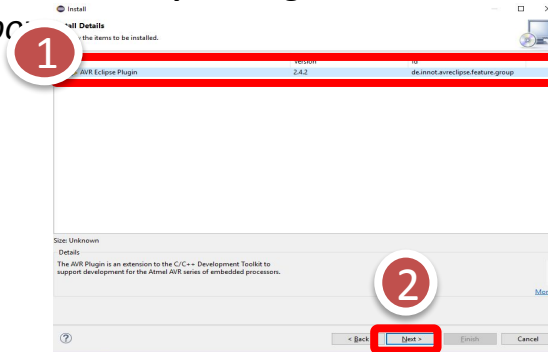 Install
Details
the items to be installed.
1
Version
Id
AVR Eclipse Plugin
2.4.2
de.innot.avreclipse.feature.group
Size: Unknown
Details
The AVR Plugin is an extension to the C/C++ Development Toolkit to
support development for the Atmel AVR series of embedded processors.
2
< Back
Next >
Finish
Cancel